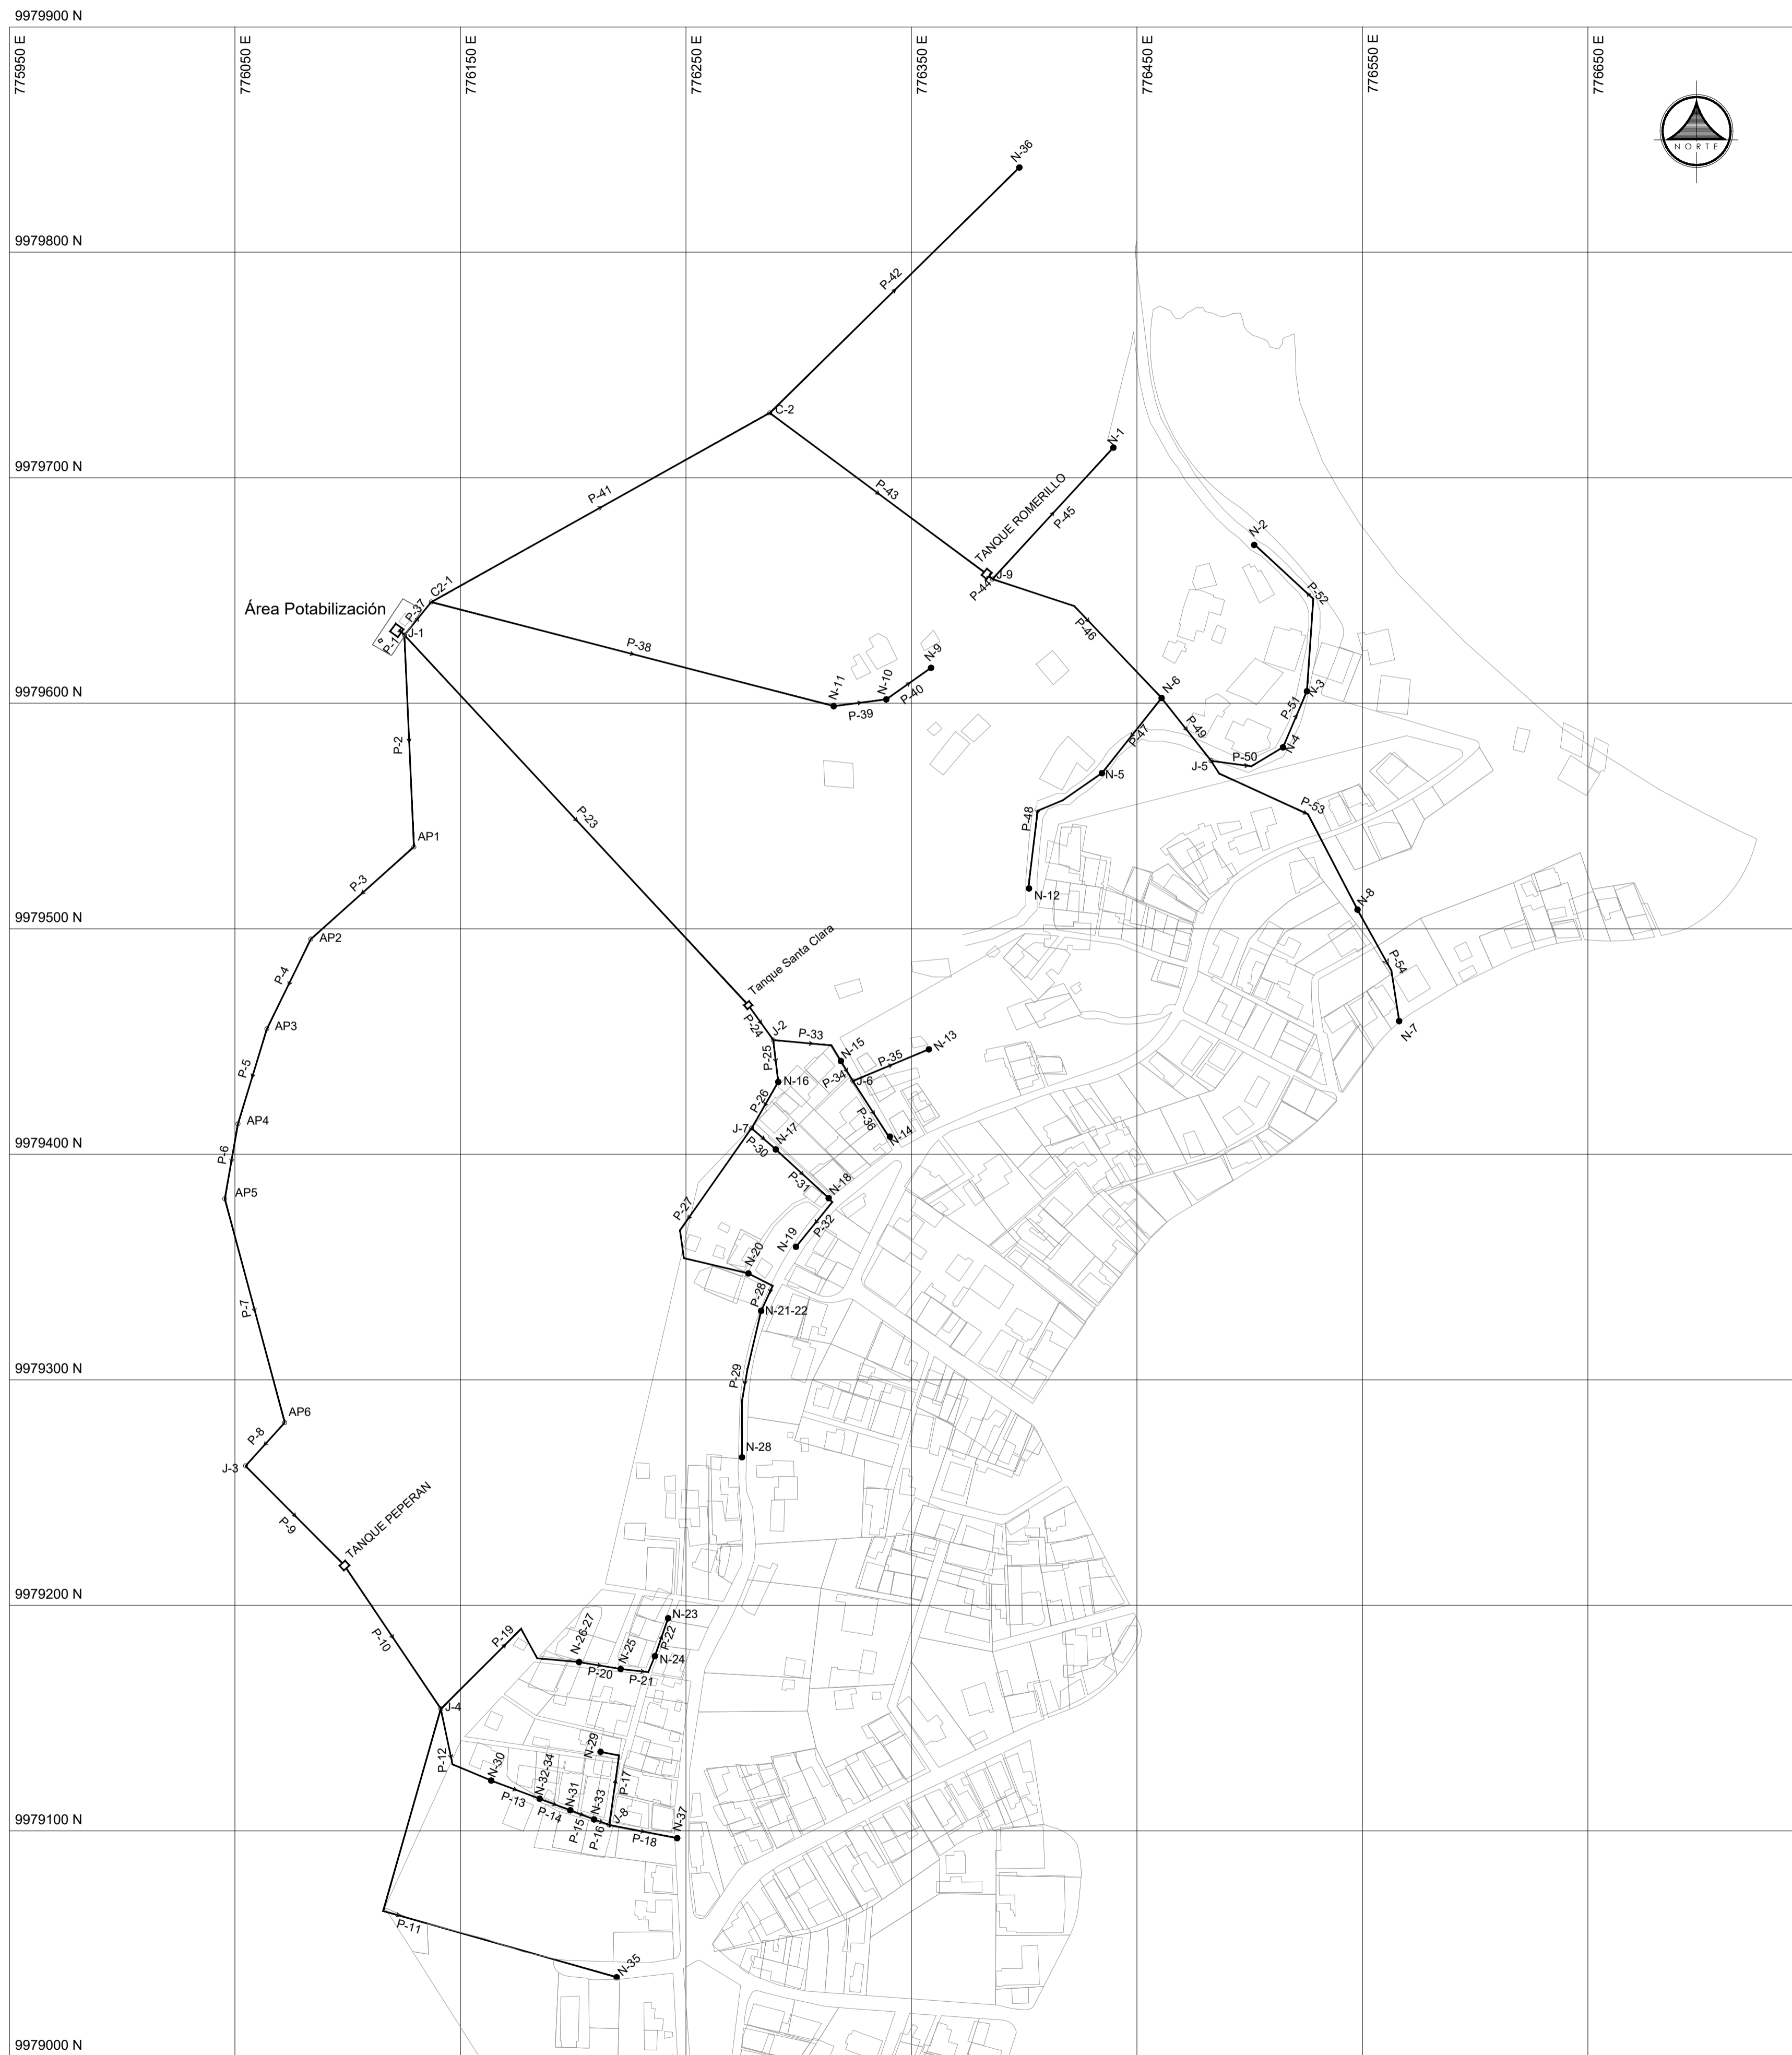 9979900 N
775950 E
776050 E
776150 E
776250 E
776350 E
776450 E
776550 E
776650 E
NORTE
N-36
9979800 N
P-42
C-2
N-1
9979700 N
P-41
P-43
TANQUE ROMERILLO
P-45
N-2
J-9
P-44
P-52
C2-1
Área Potabilización
P-37
J-1
P-1
P-46
P-38
N-9
N-11
N-10
P-40
P-39
N-6
N-3
9979600 N
P-51
P-49
P-47
N-4
P-2
J-5
P-50
N-5
P-53
P-23
P-48
AP1
P-3
N-12
N-8
9979500 N
AP2
Tanque Santa Clara
P-4
P-54
AP3
P-24
J-2
P-33
N-7
N-13
N-15
P-35
P-25
P-5
N-16
P-34
J-6
P-26
AP4
P-36
J-7
N-17
N-14
9979400 N
P-30
P-6
P-31
AP5
N-18
P-27
P-32
N-19
N-20
P-28
P-7
N-21-22
9979300 N
P-29
AP6
P-8
N-28
J-3
TANQUE PEPERAN
P-9
9979200 N
N-23
P-10
P-19
N-26-27
P-22
N-25
N-24
P-20
P-21
J-4
N-29
P-12
N-30
N-32-34
P-17
N-31
P-13
N-33
P-14
J-8
N-37
9979100 N
P-15
P-16
P-18
P-11
N-35
9979000 N